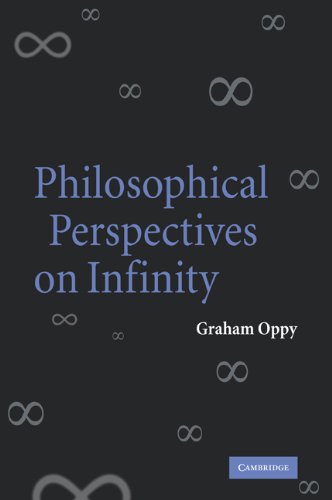 Philosophical
Perspectives
on Infinity
Graham Oppy
CAMBRIDGE